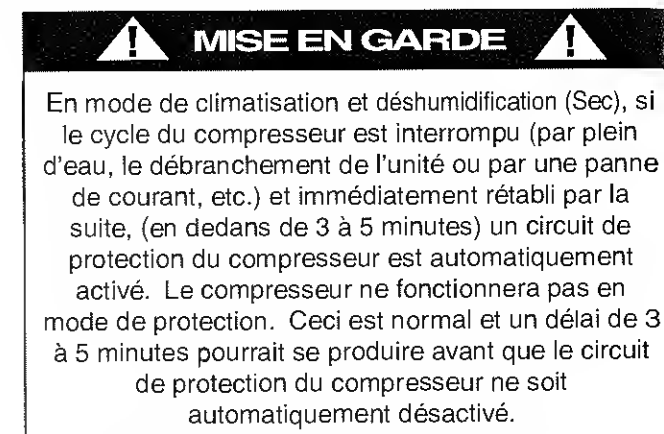 MISE EN GARDE
En mode de climatisation et déshumidification (Sec), si
le cycle du compresseur est interrompu (par plein
d'eau, le débranchement de l'unité ou par une panne
de courant, etc.) et immédiatement rétabli par la
suite, (en dedans de 3 à 5 minutes) un circuit de
protection du compresseur est automatiquement
activé. Le compresseur ne fonctionnera pas en
mode de protection. Ceci est normal et un délai de 3
à 5 minutes pourrait se produire avant que le circuit
de protection du compresseur ne soit
automatiquement désactivé.